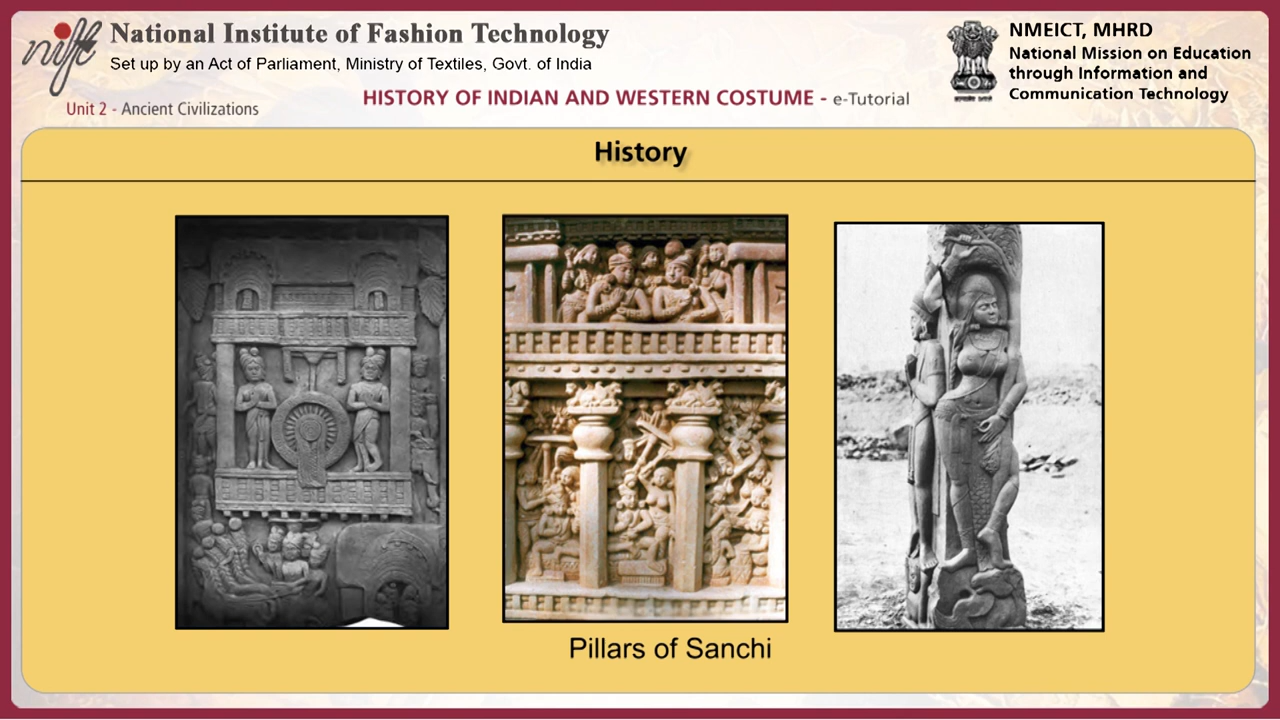 nift
National Institute of Fashion Technology
Set up by an Act of Parliament, Ministry of Textiles, Govt. of India
Unit 2 - Ancient Civilizations
HISTORY OF INDIAN AND WESTERN COSTUME - e-Tutorial
NMEICT, MHRD
National Mission on Education
through Information and
Communication Technology
History
Pillars of Sanchi